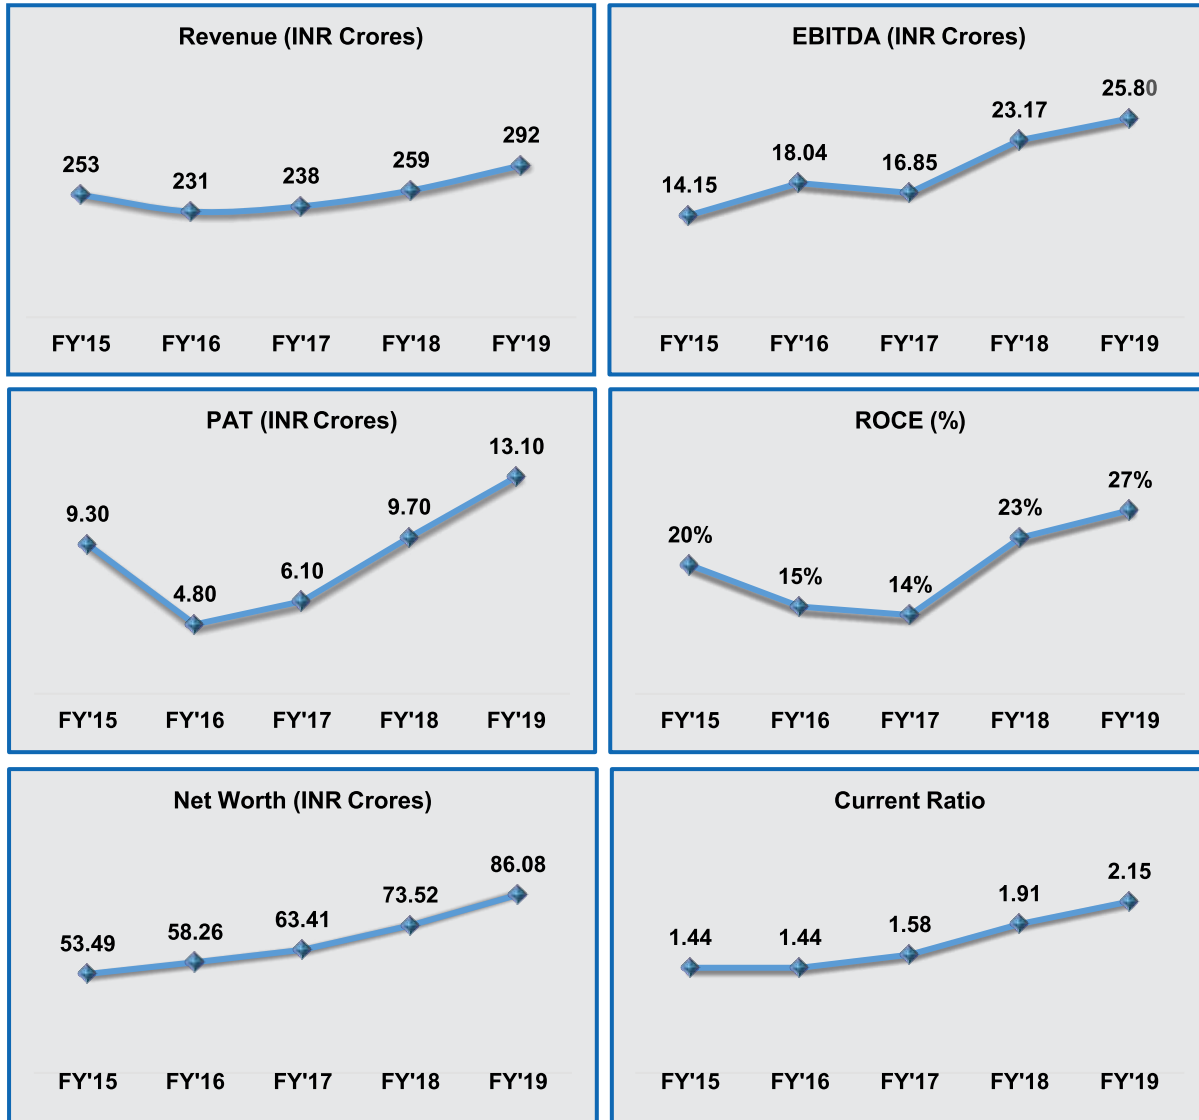 Revenue (INR Crores)
253
231
238
259
292
FY'15
FY'16
FY'17
FY'18
FY'19
EBITDA (INR Crores)
14.15
18.04
16.85
23.17
25.80
FY'15
FY'16
FY'17
FY'18
FY'19
PAT (INR Crores)
9.30
4.80
6.10
9.70
13.10
FY'15
FY'16
FY'17
FY'18
FY'19
ROCE (%)
20%
15%
14%
23%
27%
FY'15
FY'16
FY'17
FY'18
FY'19
Net Worth (INR Crores)
53.49
58.26
63.41
73.52
86.08
FY'15
FY'16
FY'17
FY'18
FY'19
Current Ratio
1.44
1.44
1.58
1.91
2.15
FY'15
FY'16
FY'17
FY'18
FY'19